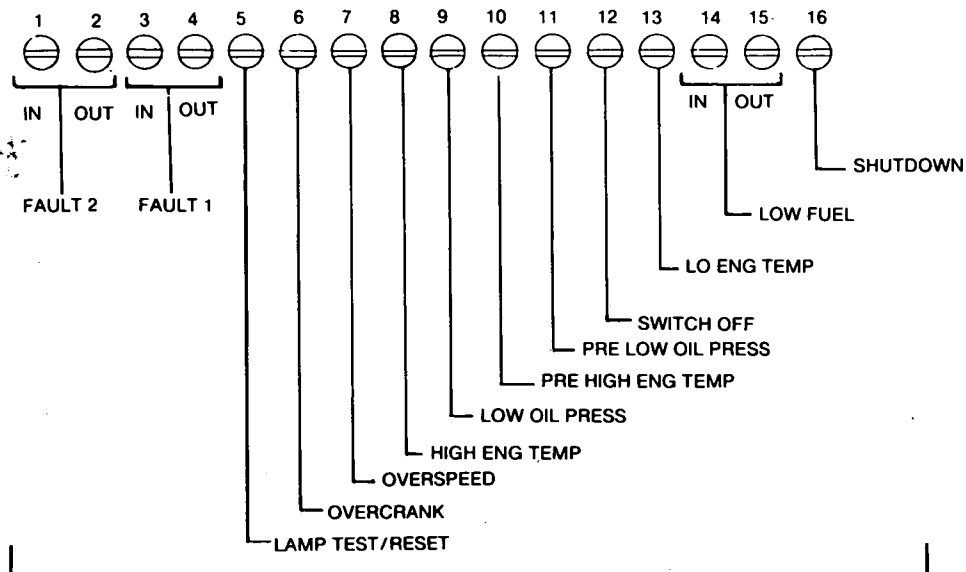 1 2 3 4 5 6 7 8 9 10 11 12 13 14 15 16
IN OUT IN OUT IN OUT
SHUTDOWN
FAULT 2 FAULT 1
LOW FUEL
LO ENG TEMP
SWITCH OFF
PRE LOW OIL PRESS
PRE HIGH ENG TEMP
LOW OIL PRESS
HIGH ENG TEMP
OVERSPEED
OVERCRANK
LAMP TEST/RESET